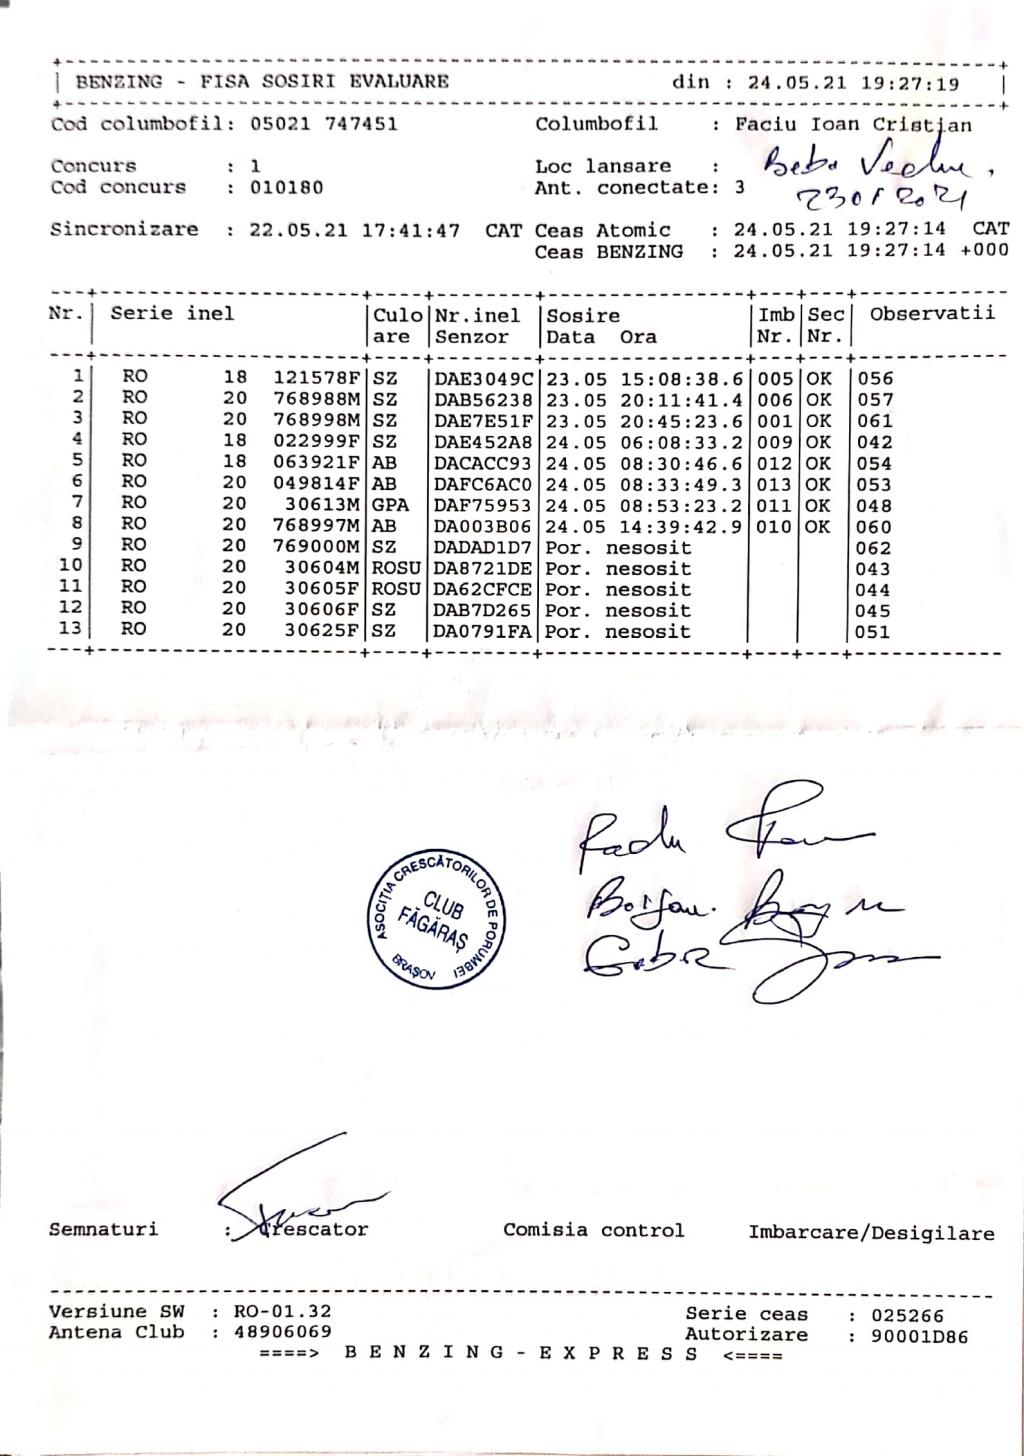 BENZING - FISA SOSIRI EVALUARE din : 24.05.21 19:27:19
Cod columbofil: 05021 747451 Columbofil : Faciu Ioan Cristian
Concurs : 1 Loc lansare : Beba Veche,
Cod concurs : 010180 Ant. conectate: 3
Sincronizare : 22.05.21 17:41:47 CAT Ceas Atomic : 24.05.21 19:27:14 CAT
Ceas BENZING : 24.05.21 19:27:14 +000
Nr. Serie inel Culo Nr.inel Sosire Imb Sec Observatii
are Senzor Data Ora Nr. Nr.
1 RO 18 121578F SZ DAE3049C 23.05 15:08:38.6 005 OK 056
2 RO 20 768988M SZ DAB56238 23.05 20:11:41.4 006 OK 057
3 RO 20 768998M SZ DAE7E51F 23.05 20:45:23.6 001 OK 061
4 RO 18 022999F SZ DAE452A8 24.05 06:08:33.2 009 OK 042
5 RO 18 063921F AB DACACC93 24.05 08:30:46.6 012 OK 054
6 RO 20 049814F AB DAFC6AC0 24.05 08:33:49.3 013 OK 053
7 RO 20 30613M GPA DAF75953 24.05 08:53:23.2 011 OK 048
8 RO 20 768997M AB DA003B06 24.05 14:39:42.9 010 OK 060
9 RO 20 769000M SZ DADAD1D7 Por. nesosit 062
10 RO 20 30604M ROSU DA8721DE Por. nesosit 043
11 RO 20 30605F ROSU DA62CFCE Por. nesosit 044
12 RO 20 30606F SZ DAB7D265 Por. nesosit 045
13 RO 20 30625F SZ DA0791FA Por. nesosit 051
Radu
ASOCIȚIA CRESCĂTORILOR DE PORUMBEI
CLUB
FĂGĂRAȘ
BRAȘOV
Semnaturi : Crescator Comisia control Imbarcare/Desigilare
Versiune SW : RO-01.32 Serie ceas : 025266
Antena Club : 48906069 Autorizare : 90001D86
====> B E N Z I N G - E X P R E S S <====